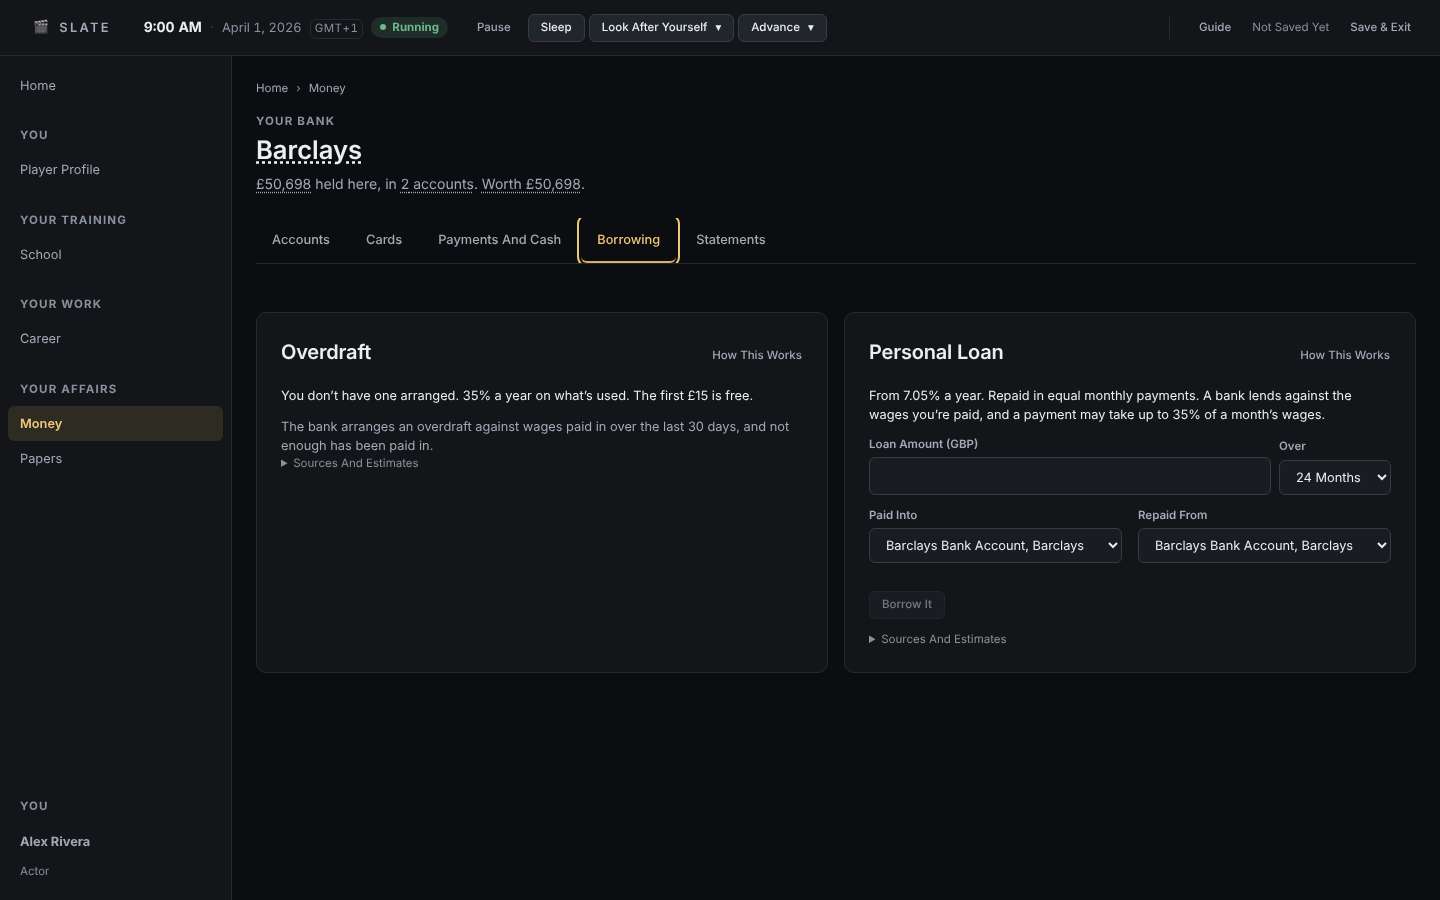 🎬 SLATE
9:00 AM · April 1, 2026 GMT+1 Running
Pause
Sleep
Look After Yourself ▾
Advance ▾
Guide
Not Saved Yet
Save & Exit
Home
YOU
Player Profile
YOUR TRAINING
School
YOUR WORK
Career
YOUR AFFAIRS
Money
Papers
YOU
Alex Rivera
Actor
Home › Money
YOUR BANK
Barclays
£50,698 held here, in 2 accounts. Worth £50,698.
Accounts
Cards
Payments And Cash
Borrowing
Statements
Overdraft
How This Works
You don’t have one arranged. 35% a year on what’s used. The first £15 is free.
The bank arranges an overdraft against wages paid in over the last 30 days, and not
enough has been paid in.
▶ Sources And Estimates
Personal Loan
How This Works
From 7.05% a year. Repaid in equal monthly payments. A bank lends against the
wages you’re paid, and a payment may take up to 35% of a month’s wages.
Loan Amount (GBP)
Over
24 Months
Paid Into
Repaid From
Barclays Bank Account, Barclays
Barclays Bank Account, Barclays
Borrow It
▶ Sources And Estimates